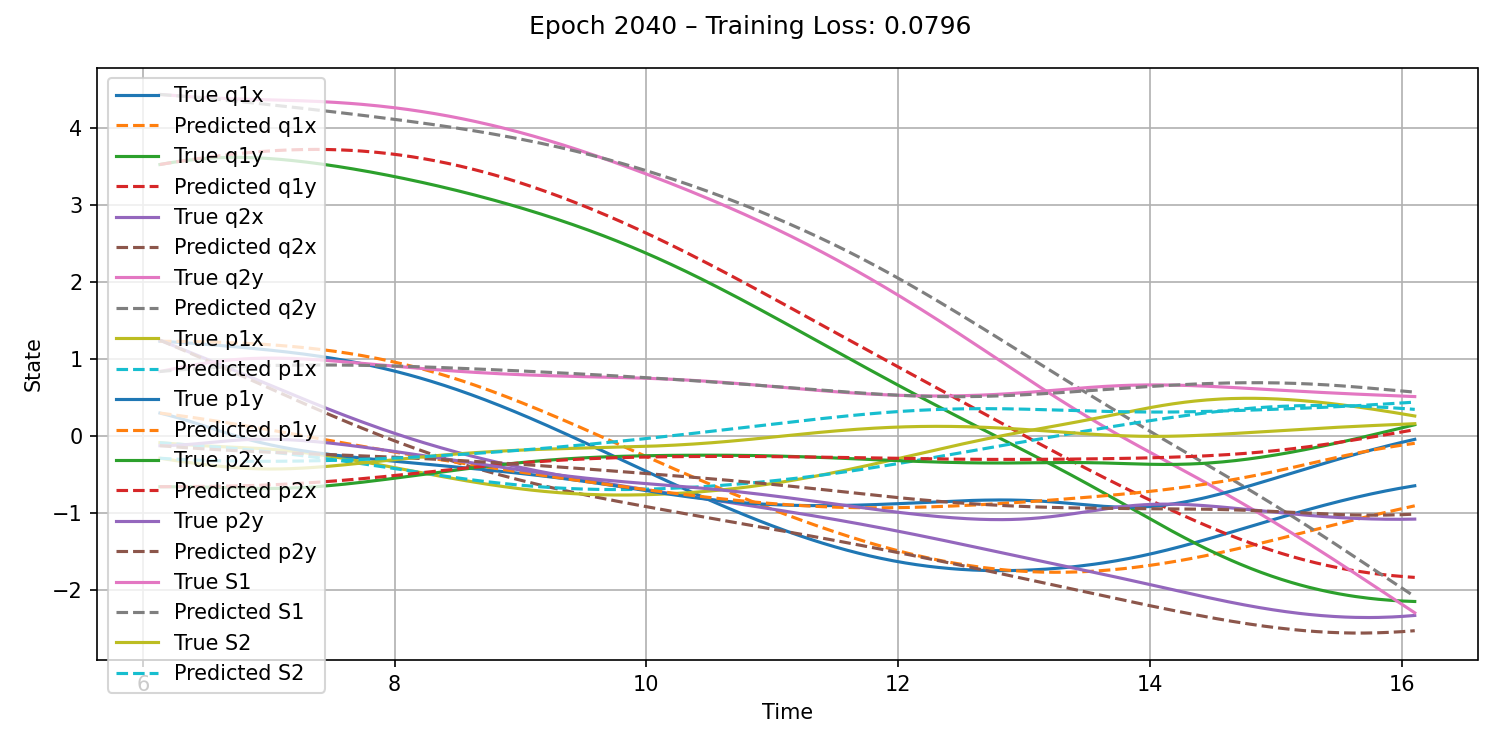 Epoch 2040 – Training Loss: 0.0796
State
4
3
2
1
0
−1
−2
True q1x
Predicted q1x
True q1y
Predicted q1y
True q2x
Predicted q2x
True q2y
Predicted q2y
True p1x
Predicted p1x
True p1y
Predicted p1y
True p2x
Predicted p2x
True p2y
Predicted p2y
True S1
Predicted S1
True S2
Predicted S2
6 8 10 12 14 16
Time